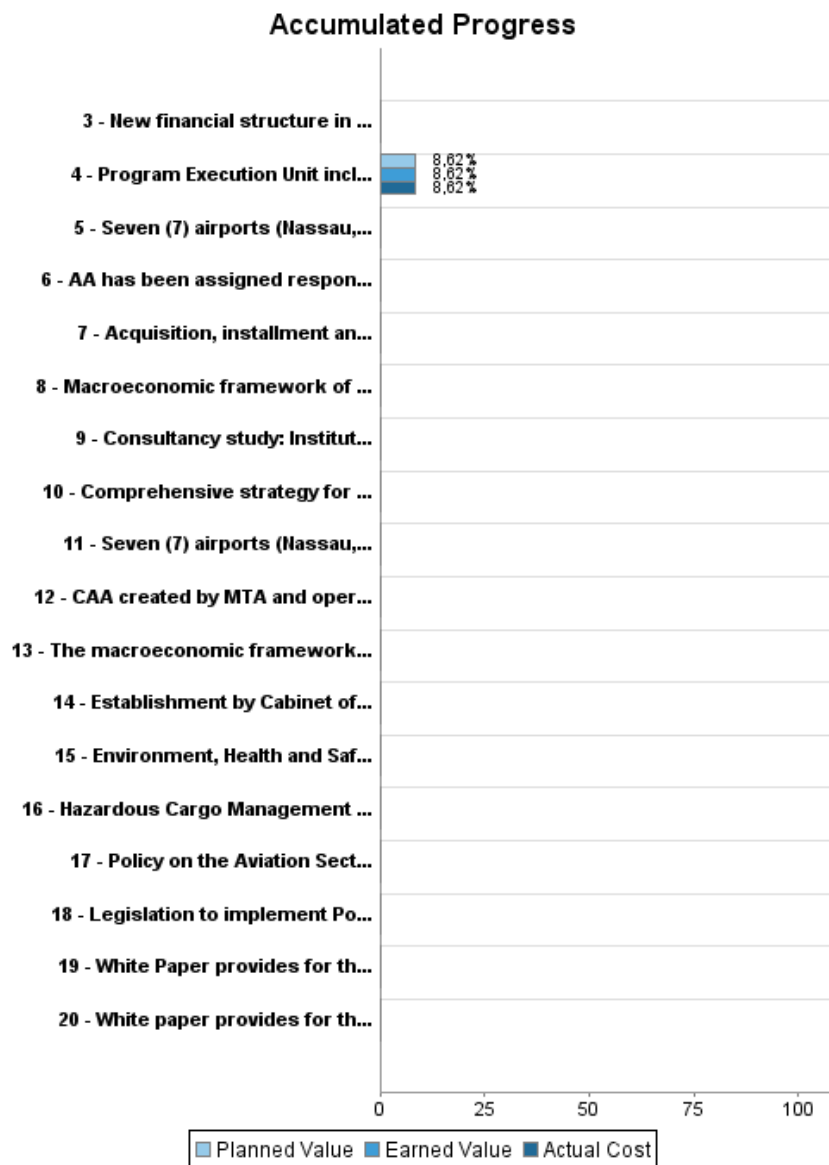 Accumulated Progress
3 - New financial structure in ...
4 - Program Execution Unit incl...
8,62%
8,62%
8,62%
5 - Seven (7) airports (Nassau,...
6 - AA has been assigned respon...
7 - Acquisition, installment an...
8 - Macroeconomic framework of ...
9 - Consultancy study: Institut...
10 - Comprehensive strategy for ...
11 - Seven (7) airports (Nassau,...
12 - CAA created by MTA and oper...
13 - The macroeconomic framework...
14 - Establishment by Cabinet of...
15 - Environment, Health and Saf...
16 - Hazardous Cargo Management ...
17 - Policy on the Aviation Sect...
18 - Legislation to implement Po...
19 - White Paper provides for th...
20 - White paper provides for th...
0 25 50 75 100
Planned Value Earned Value Actual Cost